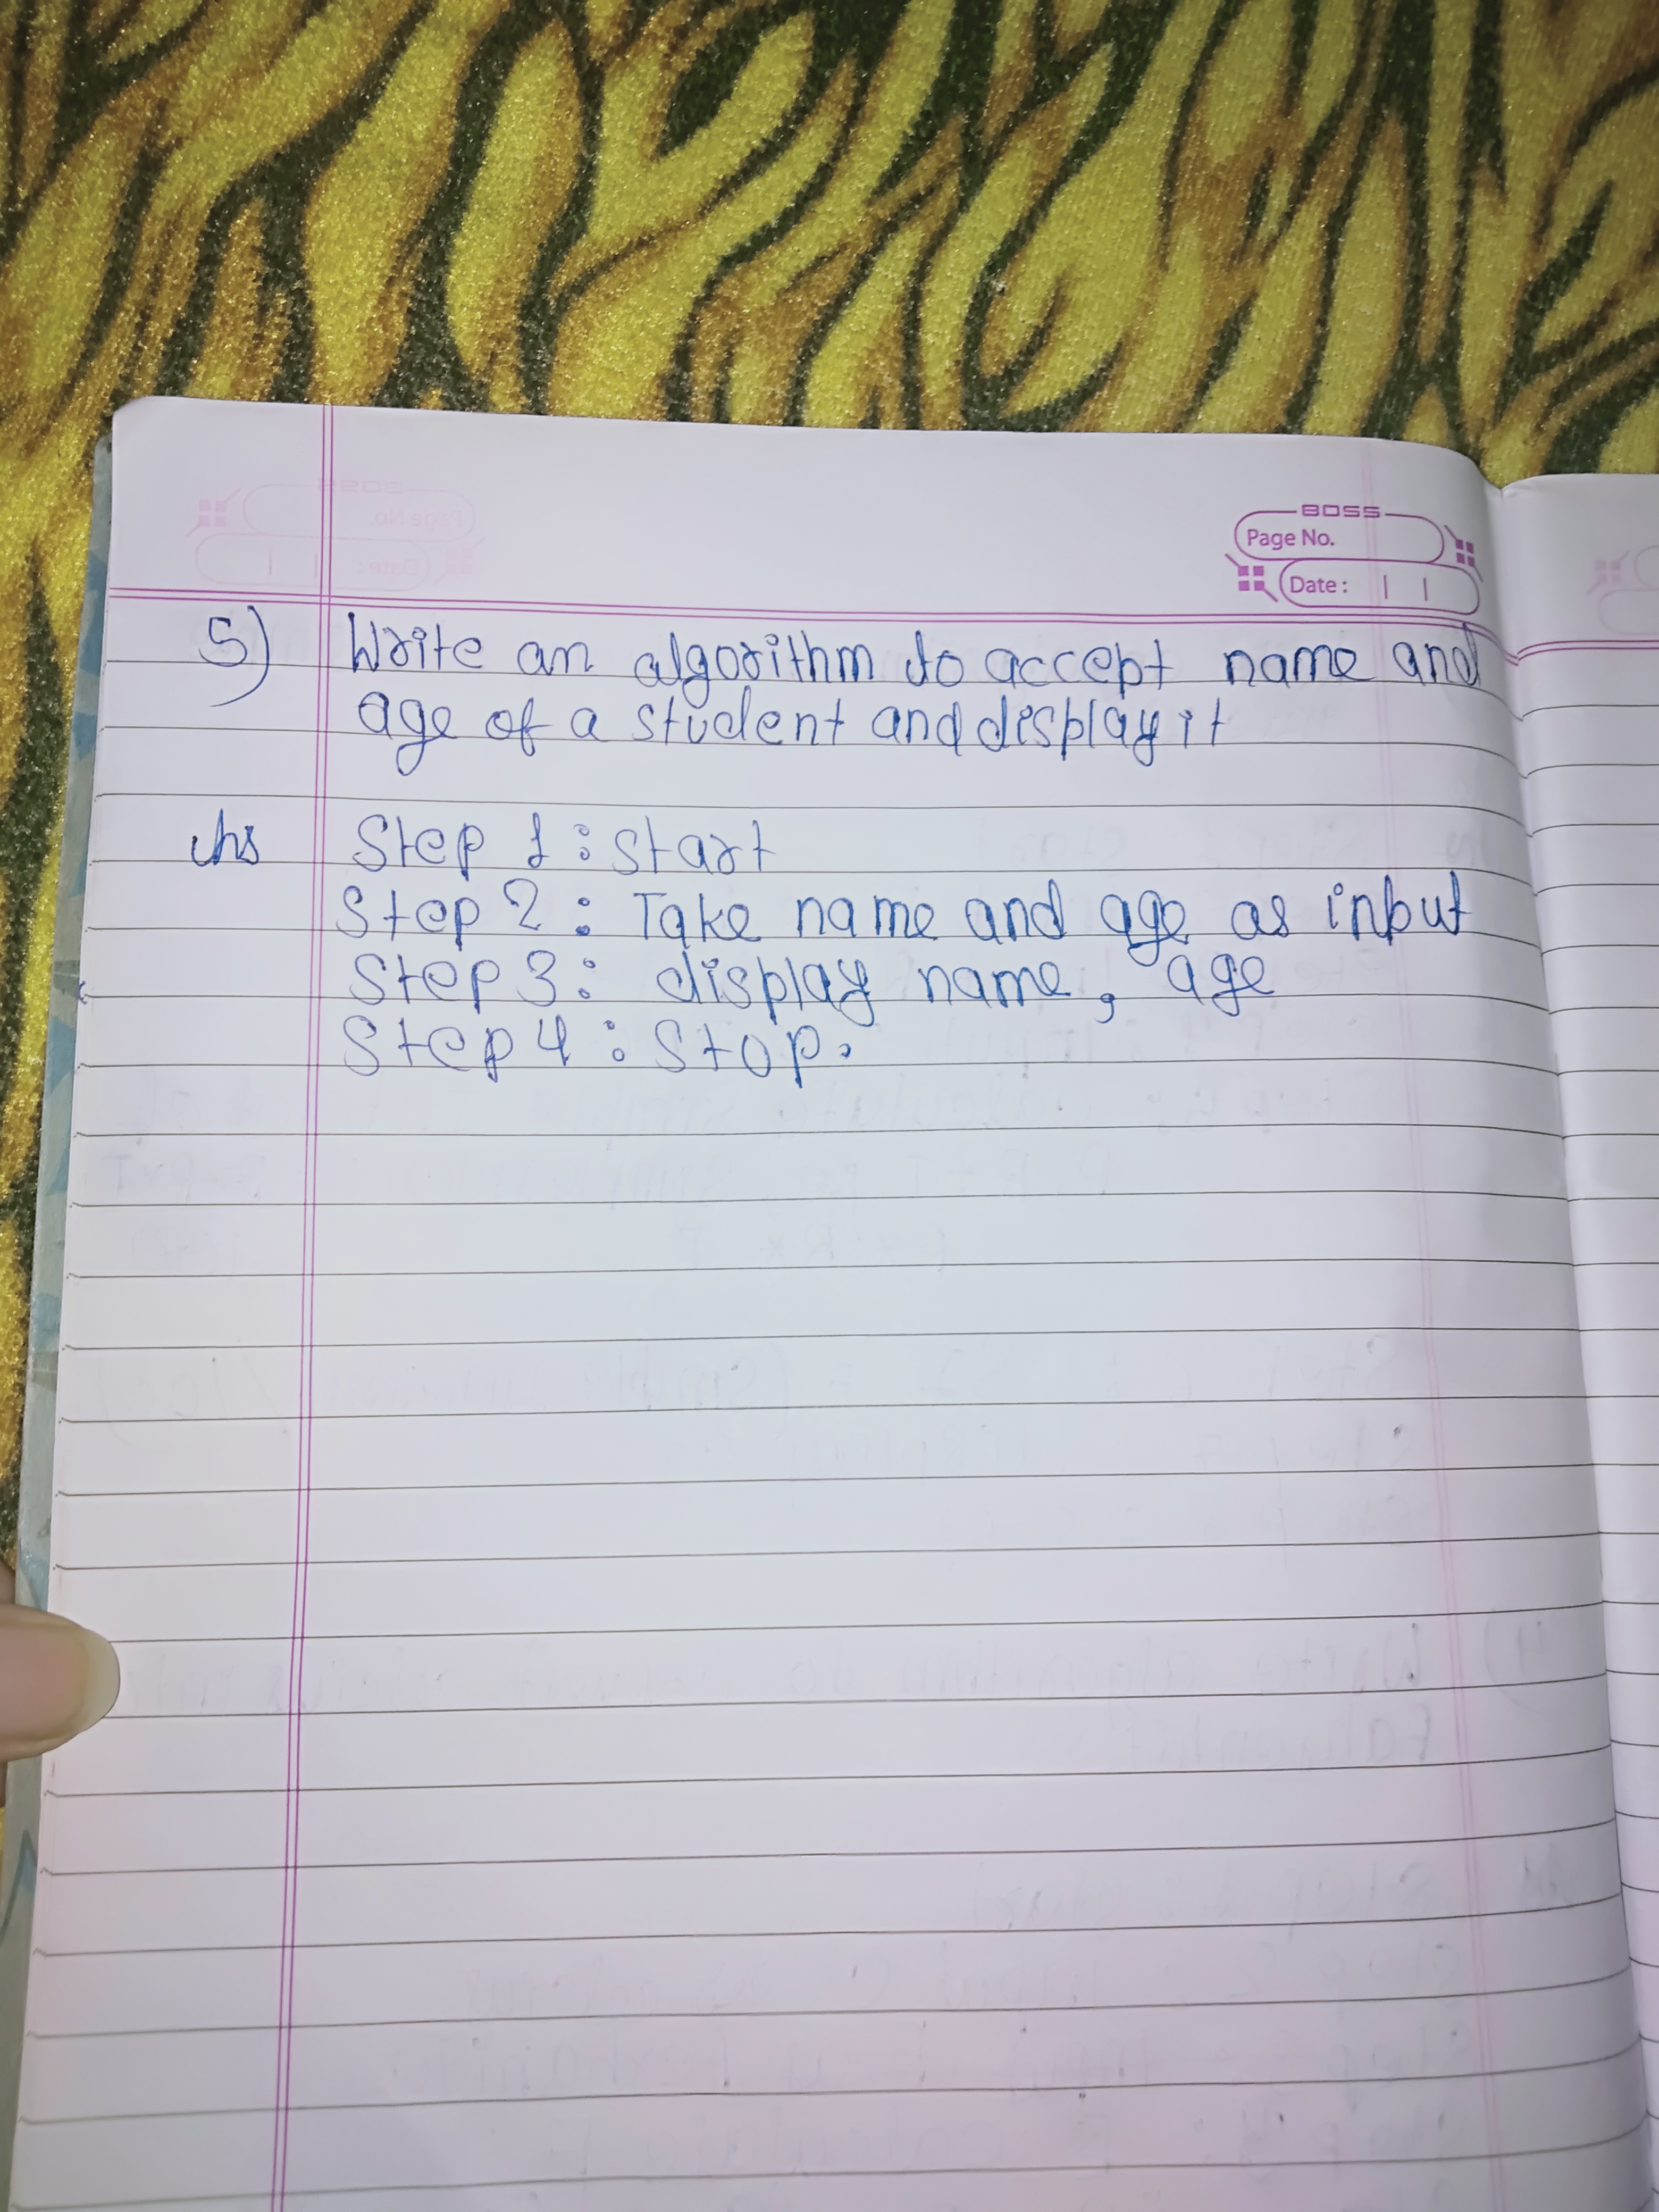 BOSS
Page No.
Date:
5) Write an algorithm to accept name and
age of a student and display it
Ans Step 1 : start
Step 2 : Take name and age as input
Step 3 : display name, age
Step 4 : Stop.